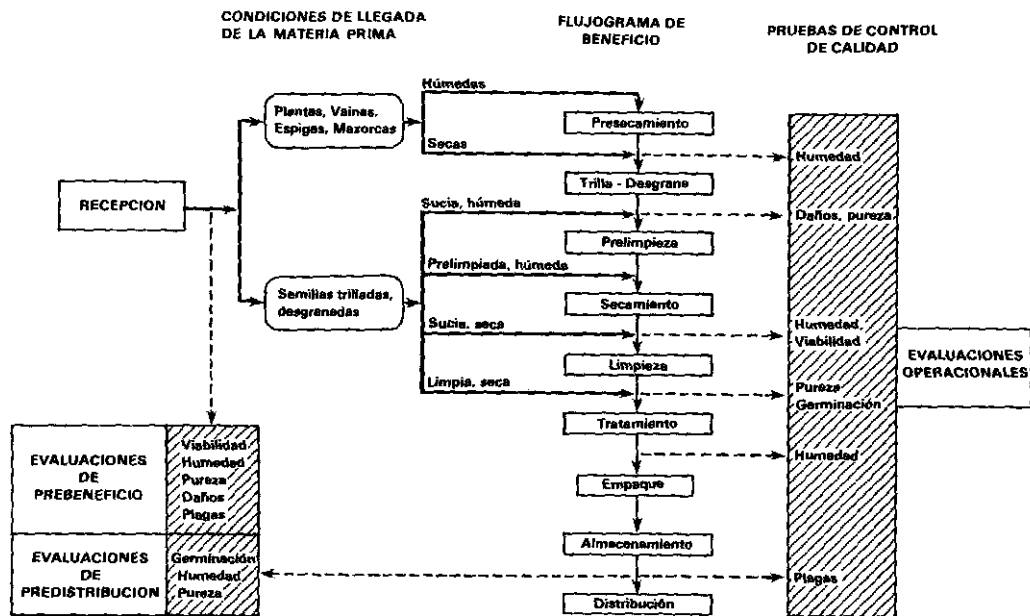 CONDICIONES DE LLEGADA
DE LA MATERIA PRIMA
FLUJOGRAMA DE
BENEFICIO
PRUEBAS DE CONTROL
DE CALIDAD
RECEPCION
Plantas, Vainas,
Espigas, Mazorcas
Semillas trilladas,
desgranadas
Húmedas
Secas
Sucia, húmeda
Prelimpiada, húmeda
Sucia, seca
Limpia, seca
Presecamiento
Trilla - Desgrane
Prelimpieza
Secamiento
Limpieza
Tratamiento
Empaque
Almacenamiento
Distribución
Humedad
Daños, pureza
Humedad,
Viabilidad
Pureza
Germinación
Humedad
Plagas
EVALUACIONES
OPERACIONALES
EVALUACIONES
DE
PREBENEFICIO
Viabilidad
Humedad
Pureza
Daños
Plagas
EVALUACIONES
DE
PREDISTRIBUCION
Germinación
Humedad
Pureza